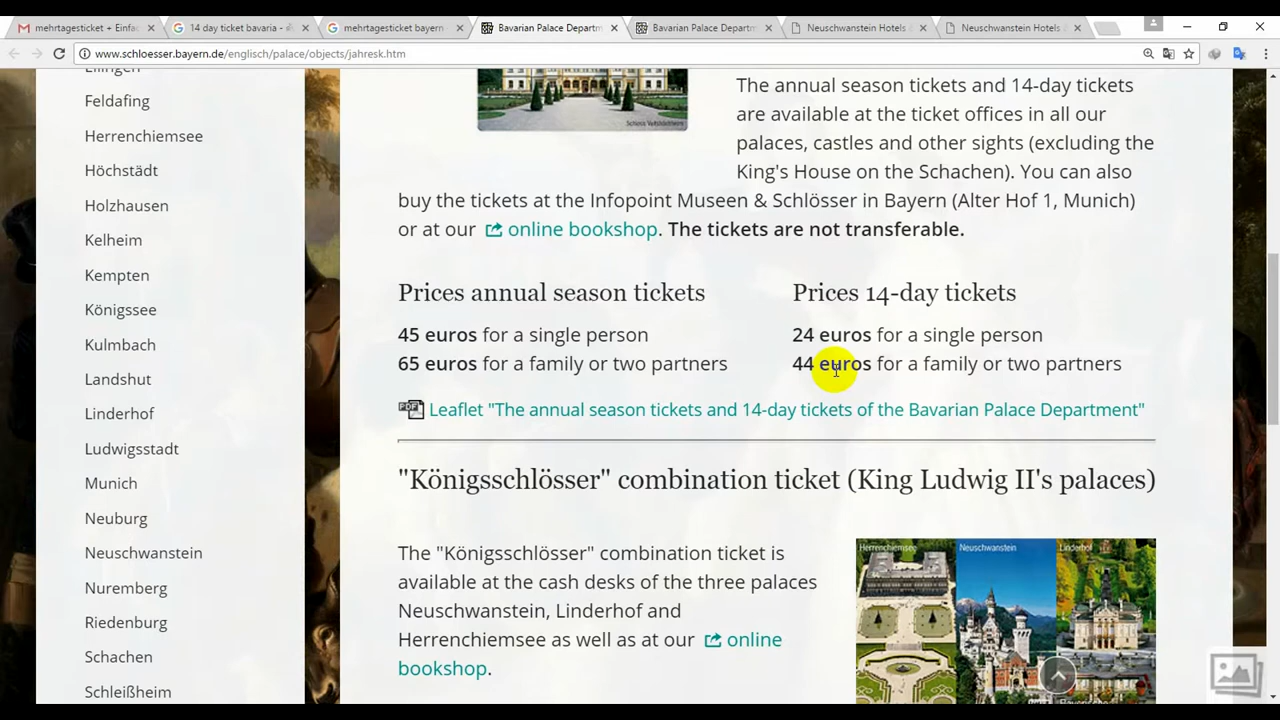 mehrtagesticket + Einfac
14 day ticket bavaria -
mehrtagesticket bayern
Bavarian Palace Departm
Bavarian Palace Departm
Neuschwanstein Hotels
Neuschwanstein Hotels
www.schloesser.bayern.de/englisch/palace/objects/jahresk.htm
Ellingen
Feldafing
Herrenchiemsee
Höchstädt
Holzhausen
Kelheim
Kempten
Königssee
Kulmbach
Landshut
Linderhof
Ludwigsstadt
Munich
Neuburg
Neuschwanstein
Nuremberg
Riedenburg
Schachen
Schleißheim
Schloss Veitshöchheim
The annual season tickets and 14-day tickets
are available at the ticket offices in all our
palaces, castles and other sights (excluding the
King's House on the Schachen). You can also
buy the tickets at the Infopoint Museen & Schlösser in Bayern (Alter Hof 1, Munich)
or at our online bookshop. The tickets are not transferable.
Prices annual season tickets
45 euros for a single person
65 euros for a family or two partners
Prices 14-day tickets
24 euros for a single person
44 euros for a family or two partners
PDF Leaflet "The annual season tickets and 14-day tickets of the Bavarian Palace Department"
"Königsschlösser" combination ticket (King Ludwig II's palaces)
The "Königsschlösser" combination ticket is
available at the cash desks of the three palaces
Neuschwanstein, Linderhof and
Herrenchiemsee as well as at our online
bookshop.
Herrenchiemsee
Neuschwanstein
Linderhof